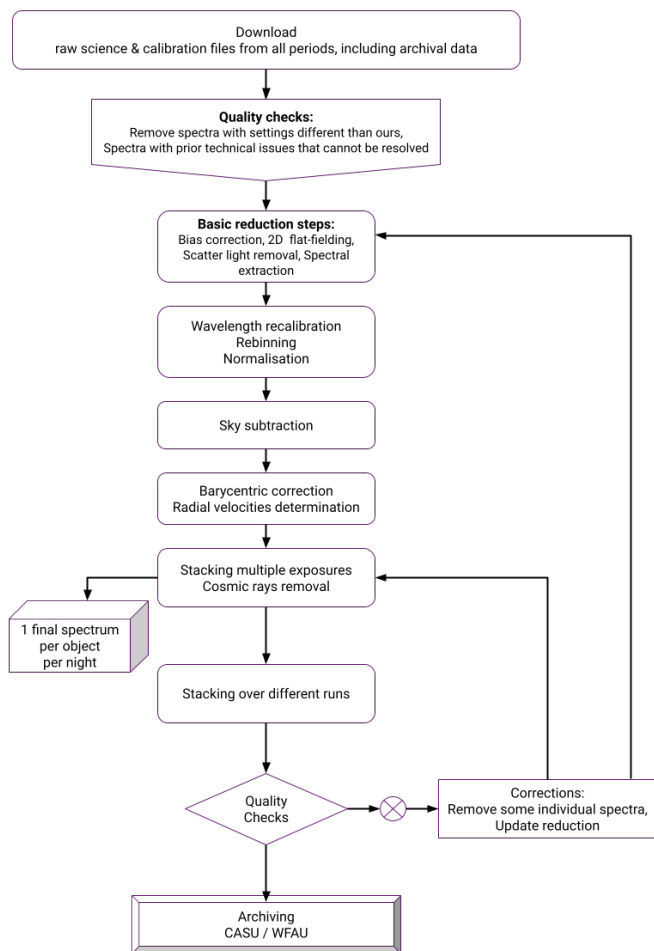 Download
raw science & calibration files from all periods, including archival data
Quality checks:
Remove spectra with settings different than ours,
Spectra with prior technical issues that cannot be resolved
Basic reduction steps:
Bias correction, 2D flat-fielding,
Scatter light removal, Spectral
extraction
Wavelength recalibration
Rebinning
Normalisation
Sky subtraction
Barycentric correction
Radial velocities determination
Stacking multiple exposures
Cosmic rays removal
1 final spectrum
per object
per night
Stacking over different runs
Quality
Checks
Corrections:
Remove some individual spectra,
Update reduction
Archiving
CASU / WFAU